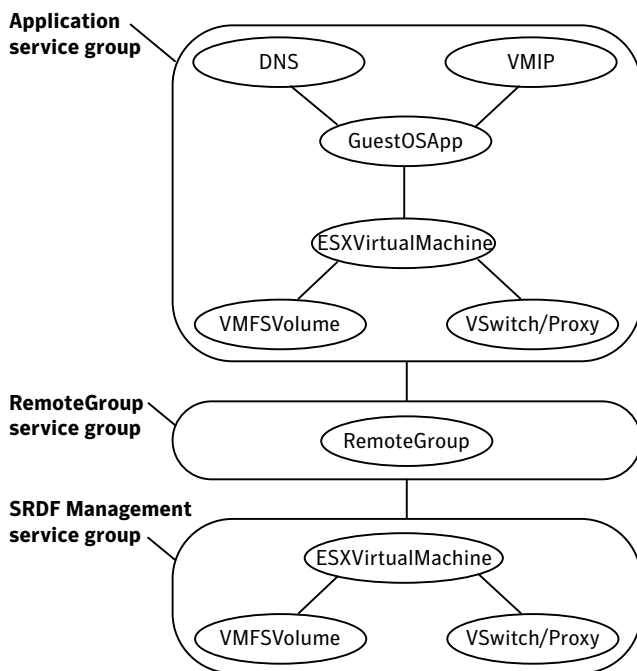 Application
service group
DNS
VMIP
GuestOSApp
ESXVirtualMachine
VMFSVolume
VSwitch/Proxy
RemoteGroup
service group
RemoteGroup
SRDF Management
service group
ESXVirtualMachine
VMFSVolume
VSwitch/Proxy